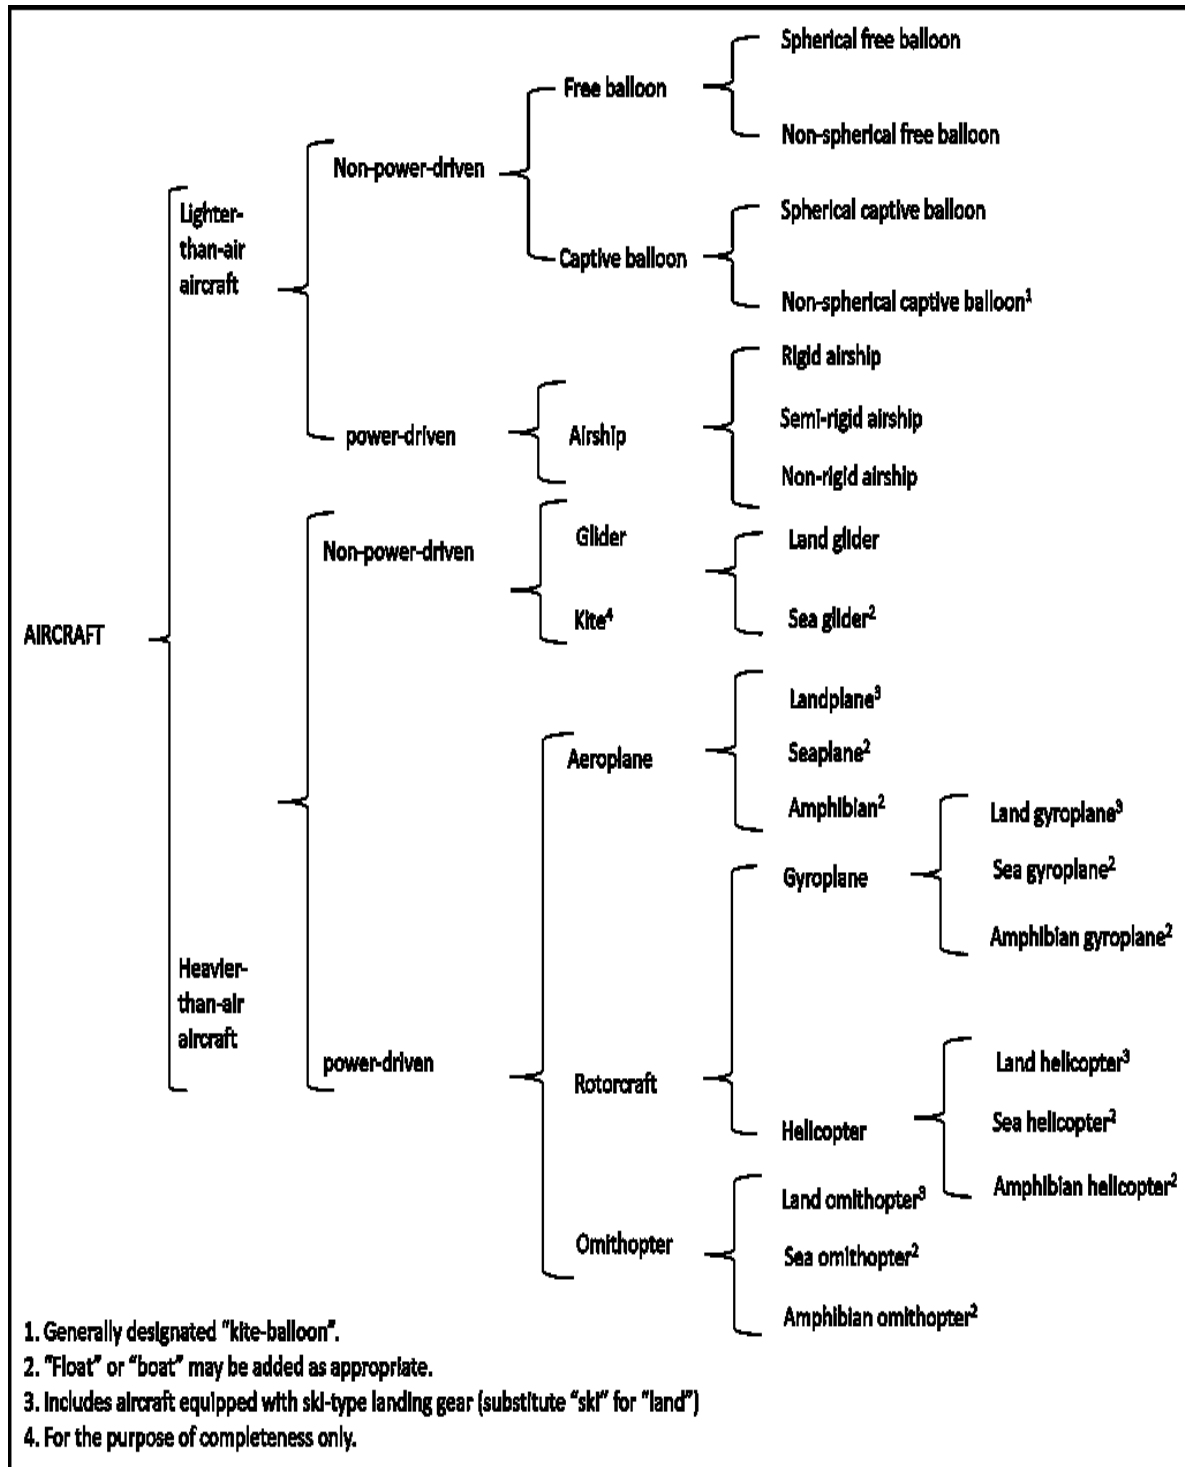 Spherical free balloon
Free balloon
Non-spherical free balloon
Non-power-driven
Lighter-
than-air
aircraft
Spherical captive balloon
Captive balloon
Non-spherical captive balloon¹
Rigid airship
power-driven
Airship
Semi-rigid airship
Non-rigid airship
Non-power-driven
Glider
Land glider
Kite⁴
Sea glider²
AIRCRAFT
Landplane³
Aeroplane
Seaplane²
Amphibian²
Land gyroplane³
Gyroplane
Sea gyroplane²
Amphibian gyroplane²
Heavier-
than-air
aircraft
power-driven
Rotorcraft
Land helicopter³
Helicopter
Sea helicopter²
Amphibian helicopter²
Land omithopter³
Omithopter
Sea omithopter²
Amphibian omithopter²
1. Generally designated “kite-balloon”.
2. “Float” or “boat” may be added as appropriate.
3. Includes aircraft equipped with ski-type landing gear (substitute “ski” for “land”)
4. For the purpose of completeness only.